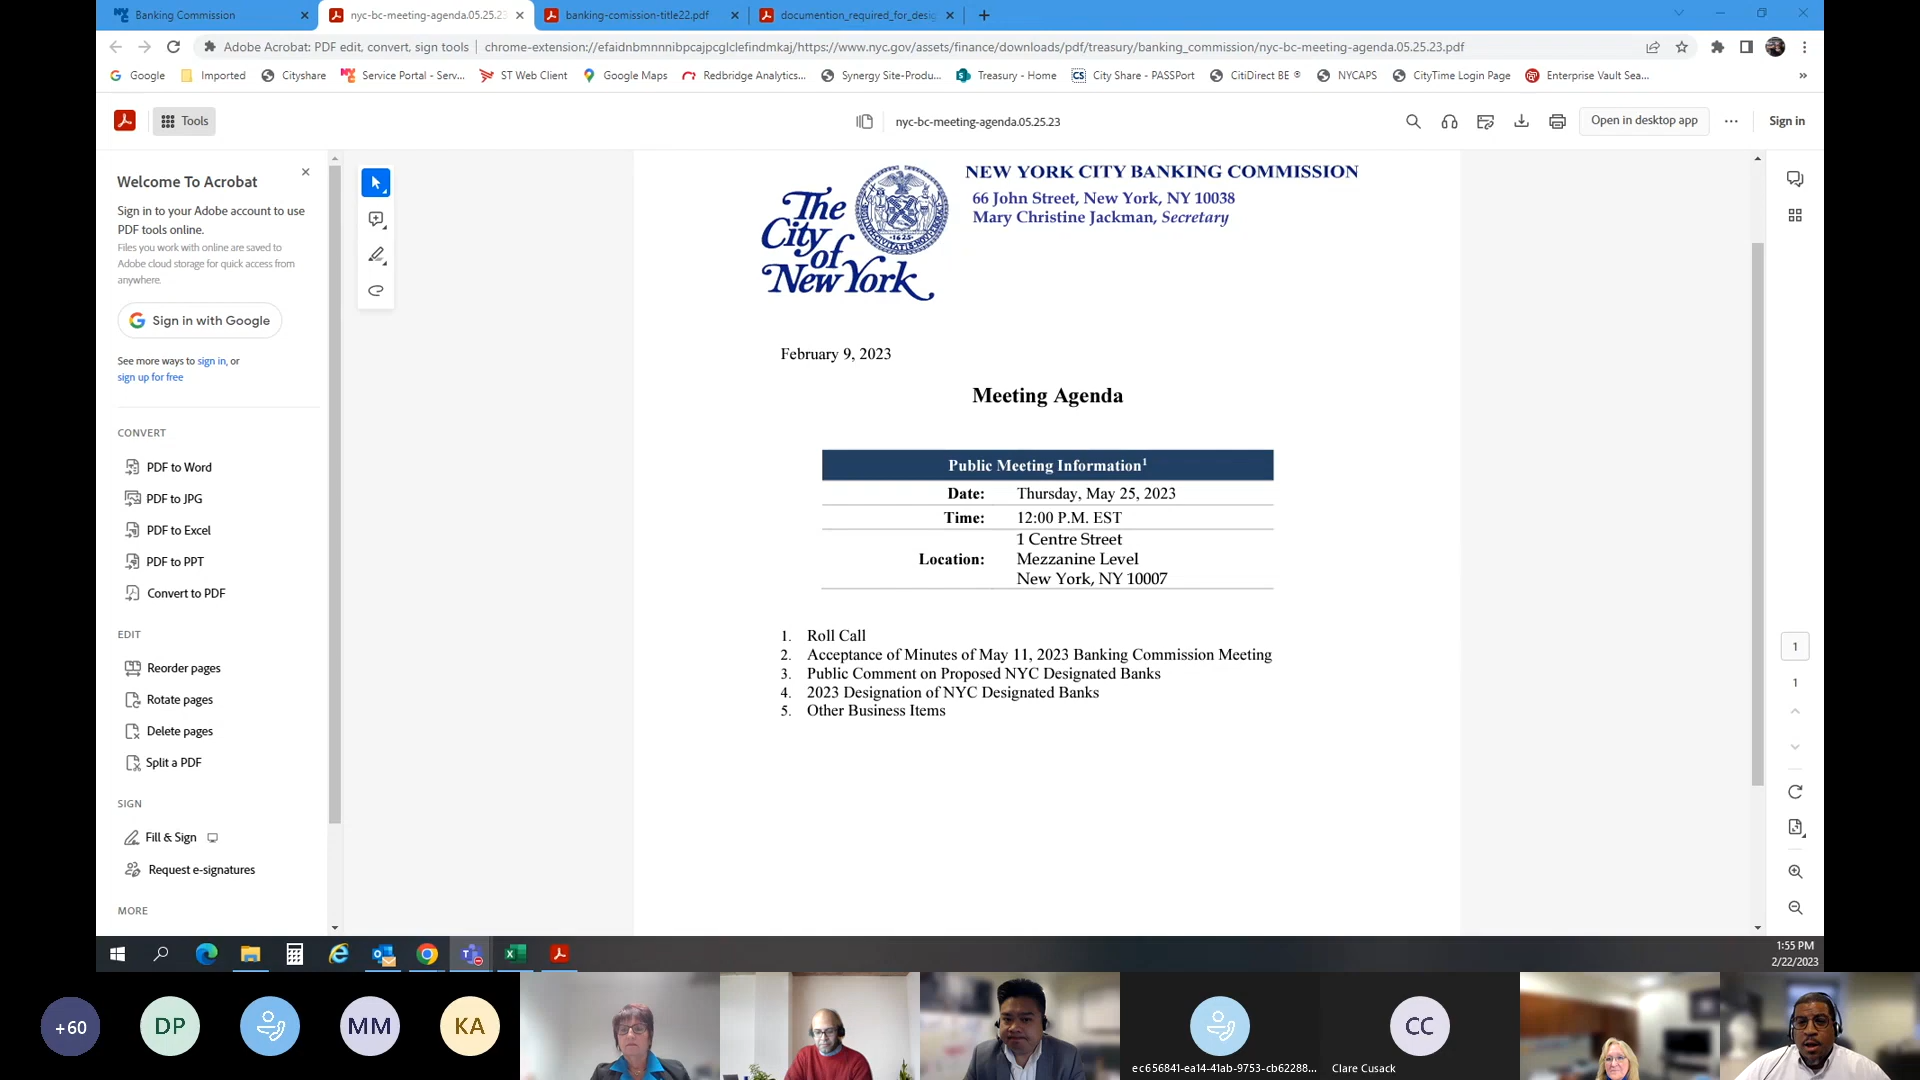 Banking Commission
nyc-bc-meeting-agenda.05.25.23
banking-comission-title22.pdf
documention_required_for_desig
Adobe Acrobat: PDF edit, convert, sign tools | chrome-extension://efaidnbmnnnibpcajpcglclefindmkaj/https://www.nyc.gov/assets/finance/downloads/pdf/treasury/banking_commission/nyc-bc-meeting-agenda.05.25.23.pdf
Google Imported Cityshare Service Portal - Serv... ST Web Client Google Maps Redbridge Analytics... Synergy Site-Produ... Treasury - Home City Share - PASSPort CitiDirect BE ® NYCAPS CityTime Login Page Enterprise Vault Sea... »
Tools
nyc-bc-meeting-agenda.05.25.23
Open in desktop app
Sign in
Welcome To Acrobat
Sign in to your Adobe account to use
PDF tools online.
Files you work with online are saved to
Adobe cloud storage for quick access from
anywhere.
Sign in with Google
See more ways to sign in, or
sign up for free
CONVERT
PDF to Word
PDF to JPG
PDF to Excel
PDF to PPT
Convert to PDF
EDIT
Reorder pages
Rotate pages
Delete pages
Split a PDF
SIGN
Fill & Sign
Request e-signatures
MORE
The
City
of
New York
1625
NEW YORK CITY BANKING COMMISSION
66 John Street, New York, NY 10038
Mary Christine Jackman, Secretary
February 9, 2023
Meeting Agenda
Public Meeting Information1
Date: Thursday, May 25, 2023
Time: 12:00 P.M. EST
Location: 1 Centre Street
Mezzanine Level
New York, NY 10007
1. Roll Call
2. Acceptance of Minutes of May 11, 2023 Banking Commission Meeting
3. Public Comment on Proposed NYC Designated Banks
4. 2023 Designation of NYC Designated Banks
5. Other Business Items
1
1
1:55 PM
2/22/2023
+60
DP
MM
KA
CC
ec656841-ea14-41ab-9753-cb62288...
Clare Cusack